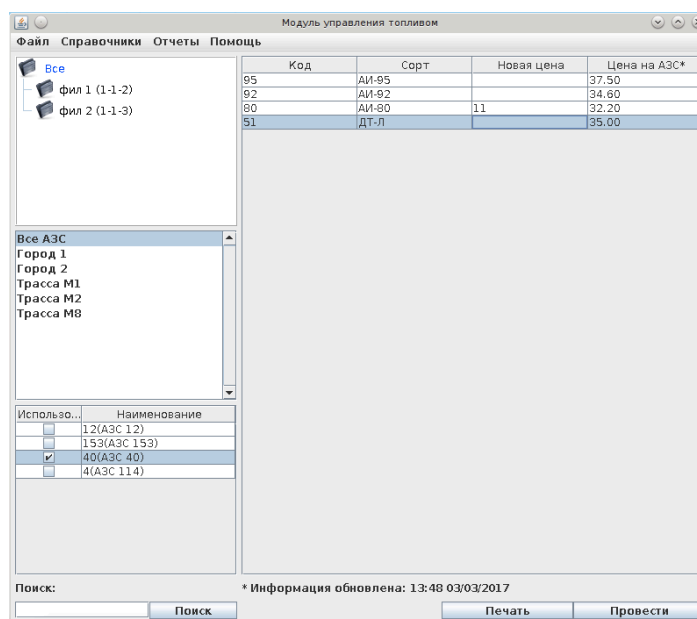 Модуль управления топливом
Файл Справочники Отчеты Помощь
Все
фил 1 (1-1-2)
фил 2 (1-1-3)
Все АЗС
Город 1
Город 2
Трасса М1
Трасса М2
Трасса М8
Использо... Наименование
12(АЗС 12)
153(АЗС 153)
40(АЗС 40)
4(АЗС 114)
Поиск:
Поиск
Код Сорт Новая цена Цена на АЗС*
95 АИ-95 37.50
92 АИ-92 34.60
80 АИ-80 11 32.20
51 ДТ-Л 35.00
* Информация обновлена: 13:48 03/03/2017
Печать Провести